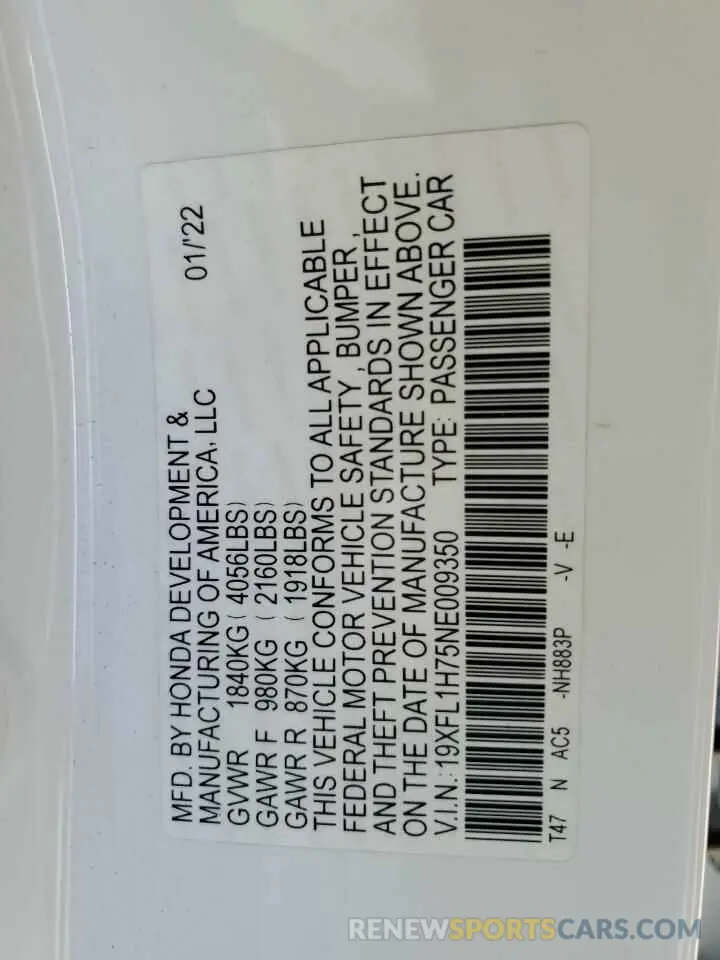 MFD. BY HONDA DEVELOPMENT &
MANUFACTURING OF AMERICA, LLC 01/'22
GVWR 1840KG ( 4056LBS)
GAWR F 980KG ( 2160LBS)
GAWR R 870KG ( 1918LBS)
THIS VEHICLE CONFORMS TO ALL APPLICABLE
FEDERAL MOTOR VEHICLE SAFETY, BUMPER,
AND THEFT PREVENTION STANDARDS IN EFFECT
ON THE DATE OF MANUFACTURE SHOWN ABOVE.
V.I.N.: 19XFL1H75NE009350 TYPE: PASSENGER CAR
T47 N AC5 -NH883P -V -E
RENEWSPORTSCARS.COM